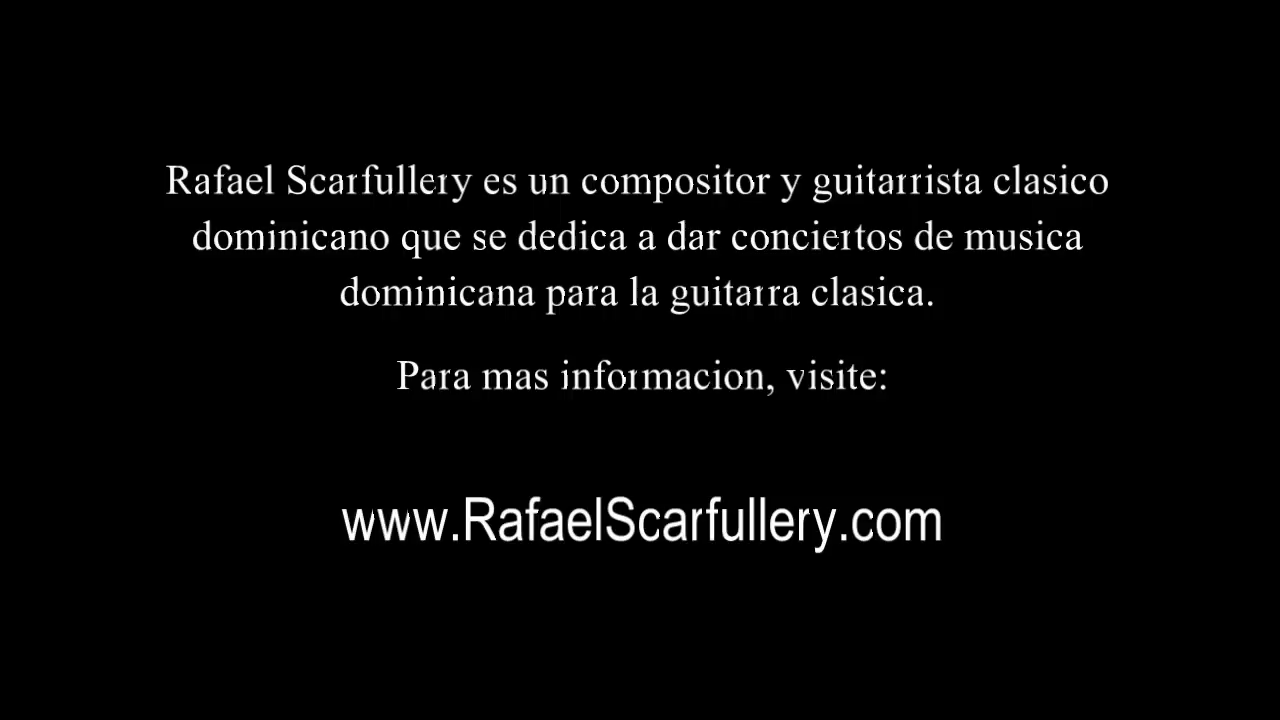 Rafael Scarfullery es un compositor y guitarrista clasico
dominicano que se dedica a dar conciertos de musica
dominicana para la guitarra clasica.
Para mas informacion, visite:
www.RafaelScarfullery.com